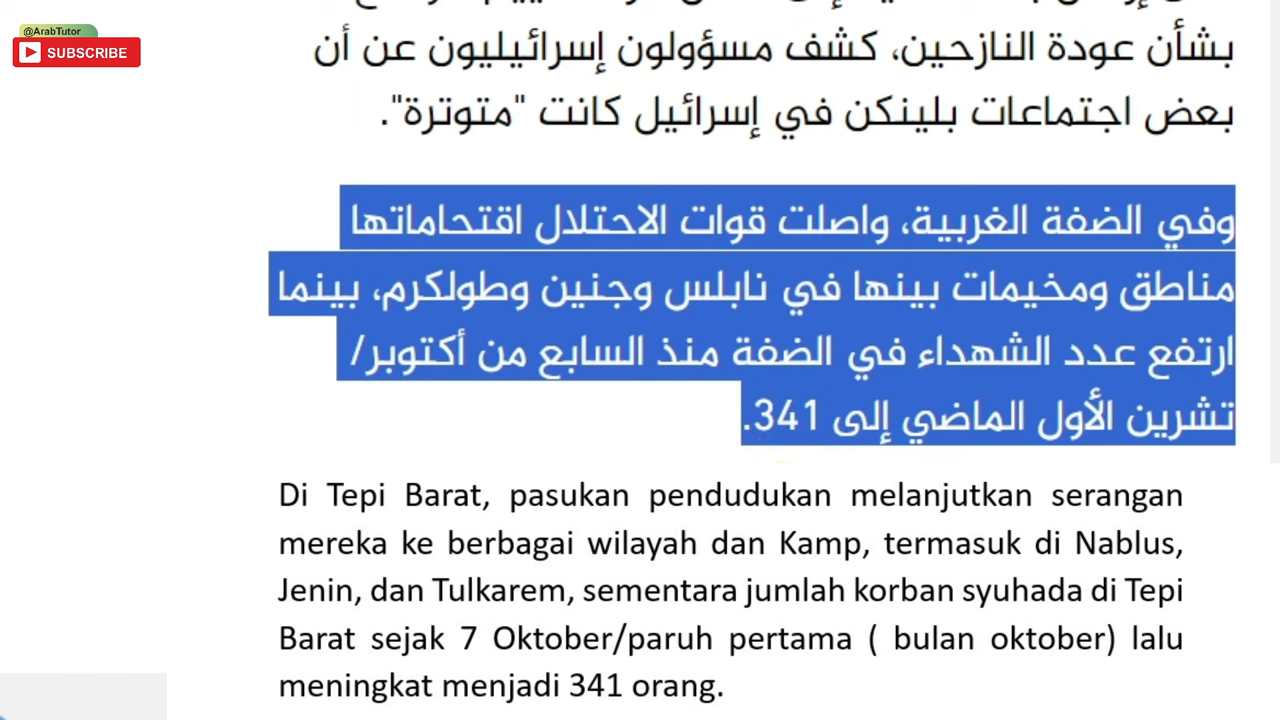 @ArabTutor
SUBSCRIBE
بشأن عودة النازحين، كشف مسؤولون إسرائيليون عن أن
بعض اجتماعات بلينكن في إسرائيل كانت "متوترة".
وفي الضفة الغربية، واصلت قوات الاحتلال اقتحاماتها
مناطق ومخيمات بينها في نابلس وجنين وطولكرم، بينما
ارتفع عدد الشهداء في الضفة منذ السابع من أكتوبر/
تشرين الأول الماضي إلى 341.
Di Tepi Barat, pasukan pendudukan melanjutkan serangan
mereka ke berbagai wilayah dan Kamp, termasuk di Nablus,
Jenin, dan Tulkarem, sementara jumlah korban syuhada di Tepi
Barat sejak 7 Oktober/paruh pertama ( bulan oktober) lalu
meningkat menjadi 341 orang.